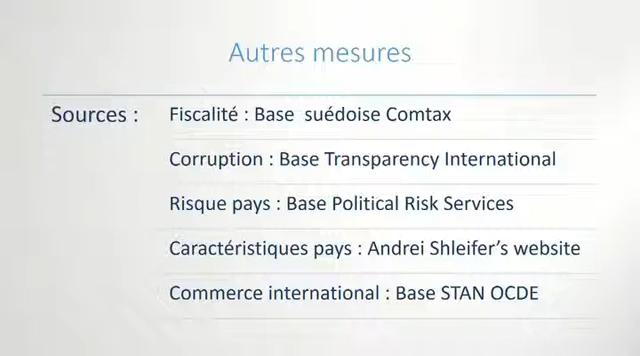 Autres mesures
Sources : Fiscalité : Base suédoise Comtax
Corruption : Base Transparency International
Risque pays : Base Political Risk Services
Caractéristiques pays : Andrei Shleifer's website
Commerce international : Base STAN OCDE